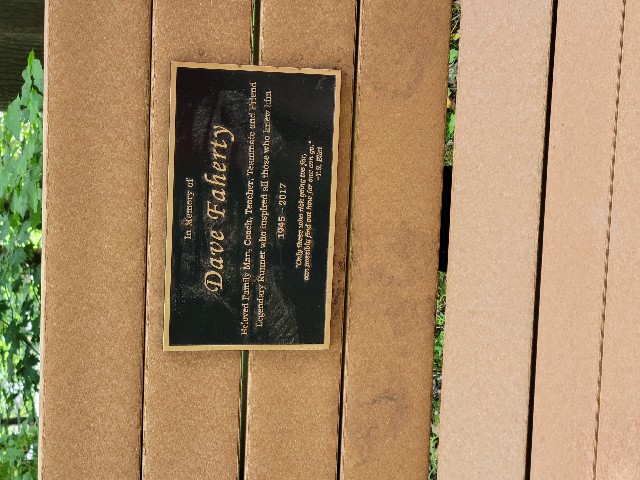 In Memory of
Dave Faherty
Beloved Family Man, Coach, Teacher, Teammate and Friend
Legendary Runner who inspired all those who knew him
1945 - 2017
"Only those who risk going too far,
can possibly find out how far one can go."
-T.S. Eliot